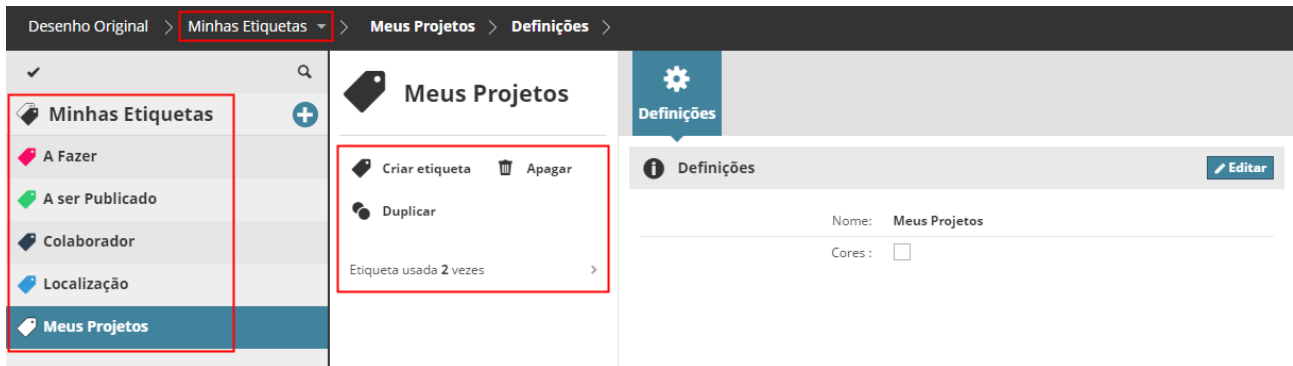 Desenho Original > Minhas Etiquetas > Meus Projetos > Definições >
Minhas Etiquetas
A Fazer
A ser Publicado
Colaborador
Localização
Meus Projetos
Meus Projetos
Criar etiqueta Apagar
Duplicar
Etiqueta usada 2 vezes >
Definições
Definições
Editar
Nome: Meus Projetos
Cores :